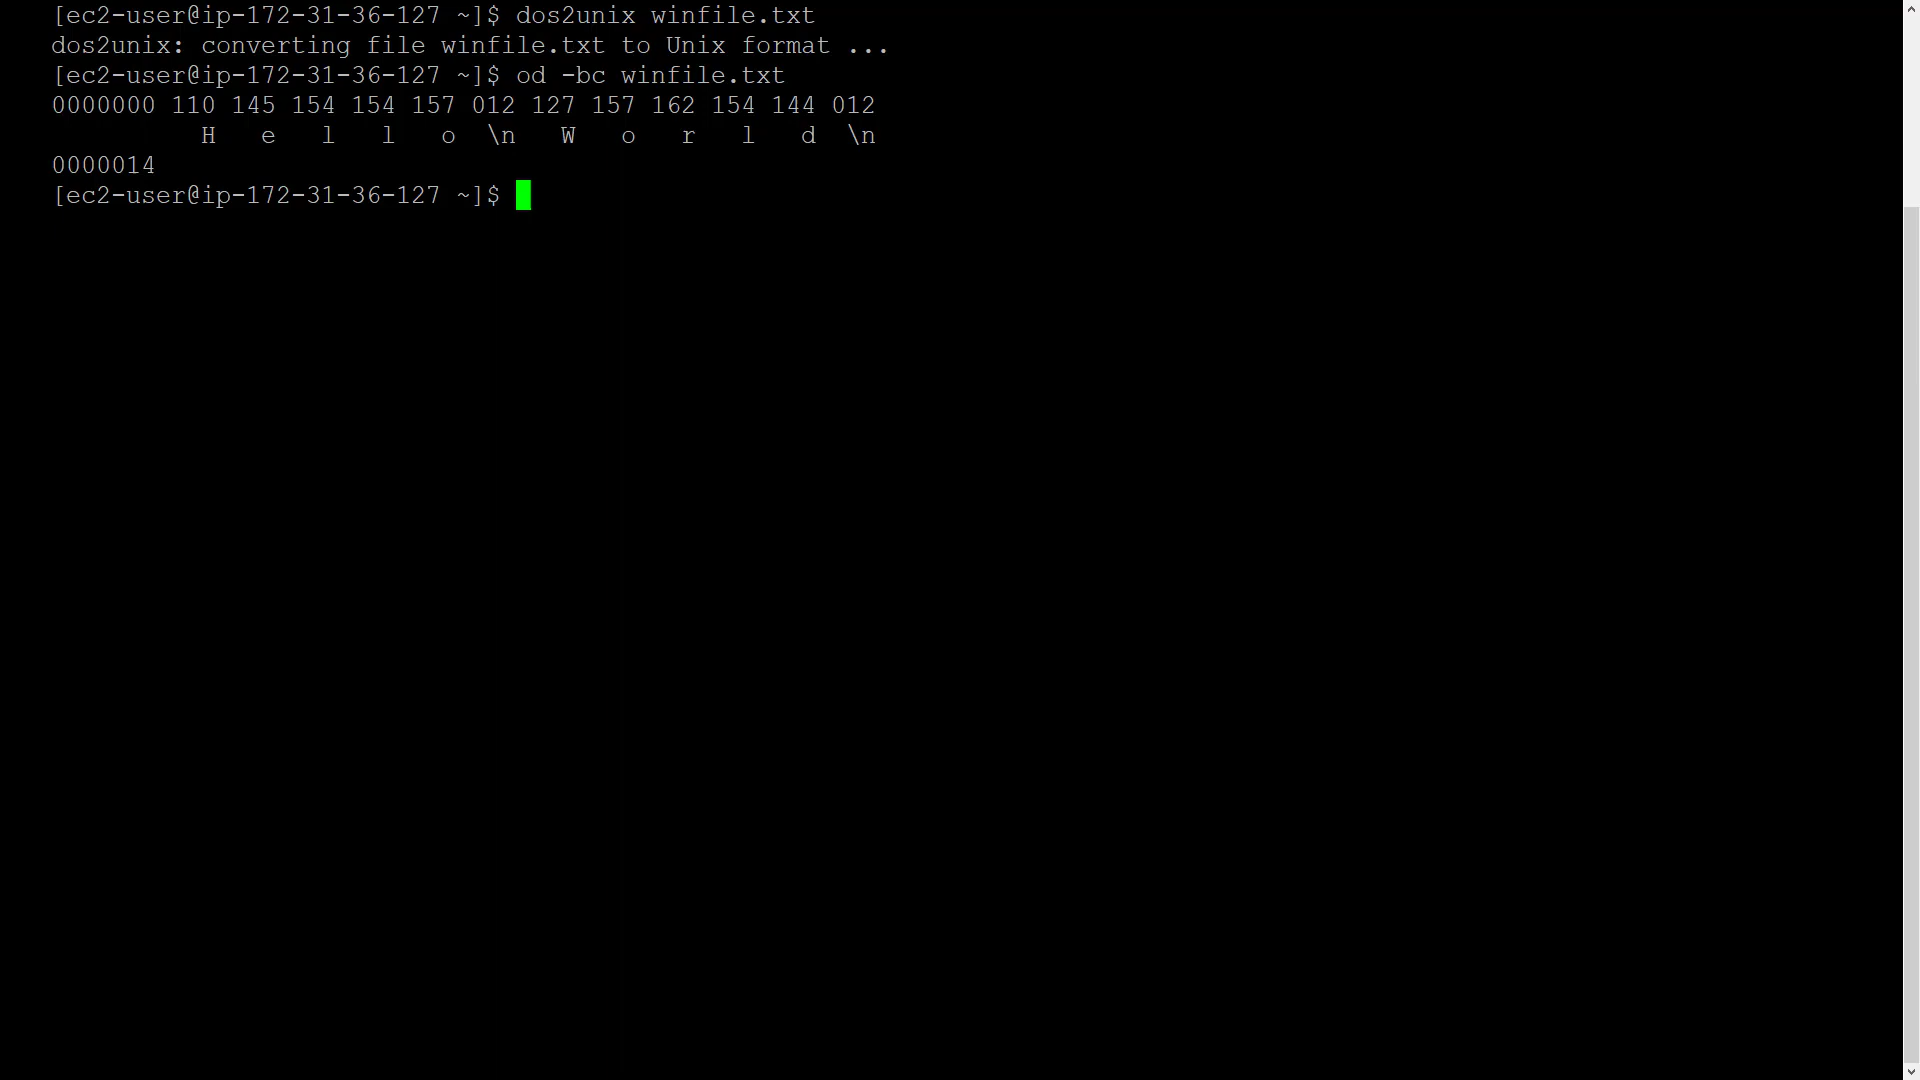 [ec2-user@ip-172-31-36-127 ~]$ dos2unix winfile.txt
dos2unix: converting file winfile.txt to Unix format ...
[ec2-user@ip-172-31-36-127 ~]$ od -bc winfile.txt
0000000 110 145 154 154 157 012 127 157 162 154 144 012
          H   e   l   l   o  \n   W   o   r   l   d  \n
0000014
[ec2-user@ip-172-31-36-127 ~]$